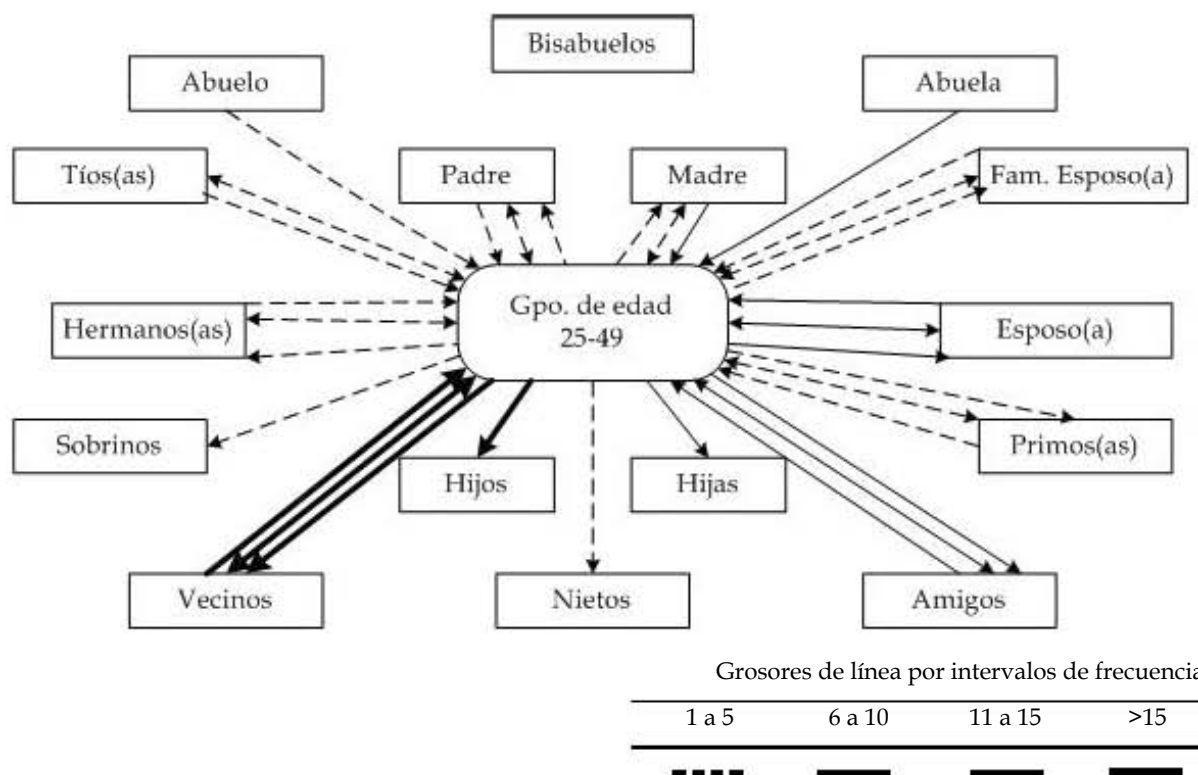 Bisabuelos
Abuelo
Abuela
Tíos(as)
Padre
Madre
Fam. Esposo(a)
Gpo. de edad
25-49
Hermanos(as)
Esposo(a)
Sobrinos
Hijos
Hijas
Primos(as)
Vecinos
Nietos
Amigos
Grosores de línea por intervalos de frecuencia
1 a 5 6 a 10 11 a 15 >15